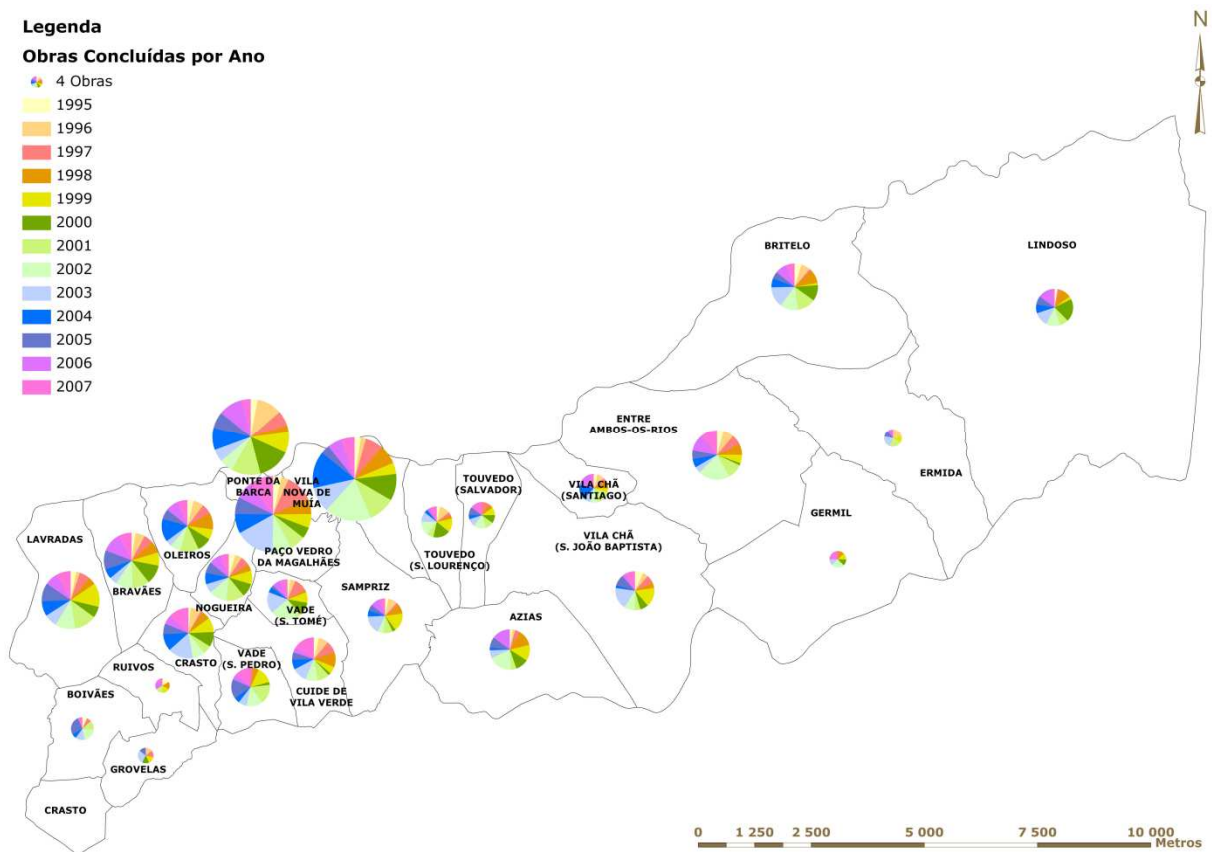 Legenda
Obras Concluídas por Ano
4 Obras
1995
1996
1997
1998
1999
2000
2001
2002
2003
2004
2005
2006
2007
N
BRITELO
LINDOSO
ENTRE
AMBOS-OS-RIOS
ERMIDA
GERMIL
VILA CHÃ
(SANTIAGO)
VILA CHÃ
(S. JOÃO BAPTISTA)
TOUVEDO
(SALVADOR)
TOUVEDO
(S. LOURENÇO)
PONTE DA
BARCA
VILA
NOVA DE
MUÍA
PAÇO VEDRO
DA MAGALHÃES
LAVRADAS
OLEIROS
BRAVÃES
NOGUEIRA
SAMPRIZ
VADE
(S. TOMÉ)
AZIAS
CRASTO
VADE
(S. PEDRO)
CUIDE DE
VILA VERDE
RUIVOS
BOIVÃES
GROVELAS
CRASTO
0 1 250 2 500 5 000 7 500 10 000
Metros